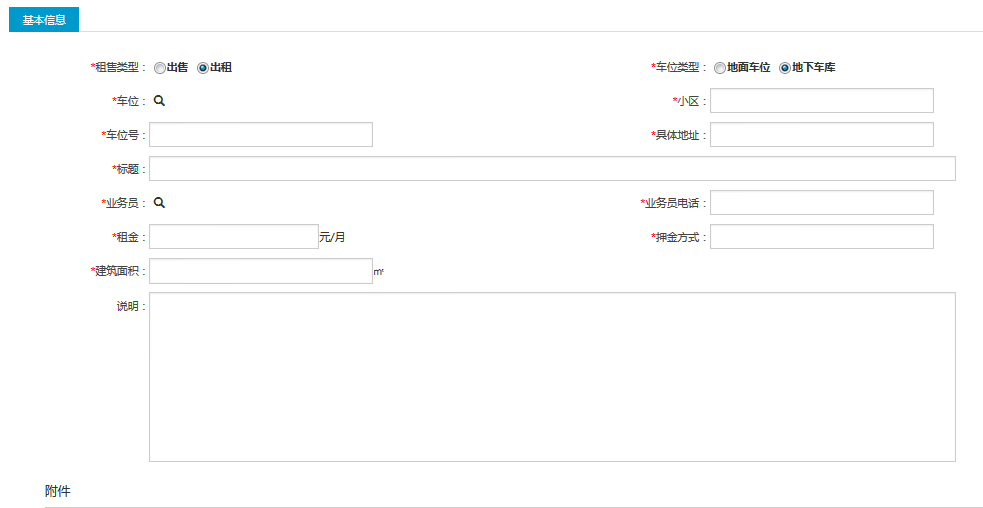 基本信息
*租售类型： 出售 出租 *车位类型： 地面车位 地下车库
*车位： *小区：
*车位号： *具体地址：
*标题：
*业务员： *业务员电话：
*租金： 元/月 *押金方式：
*建筑面积： ㎡
说明：
附件